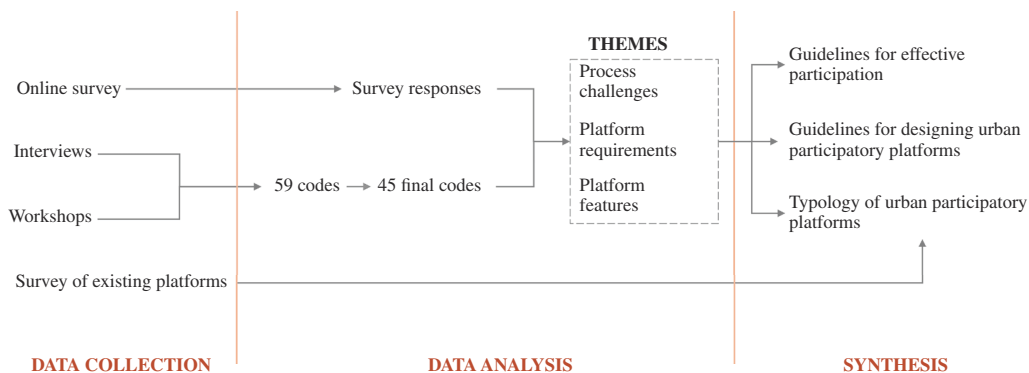 Online survey
Interviews
Workshops
Survey of existing platforms
DATA COLLECTION
Survey responses
59 codes
45 final codes
THEMES
Process
challenges
Platform
requirements
Platform
features
DATA ANALYSIS
Guidelines for effective
participation
Guidelines for designing urban
participatory platforms
Typology of urban participatory
platforms
SYNTHESIS